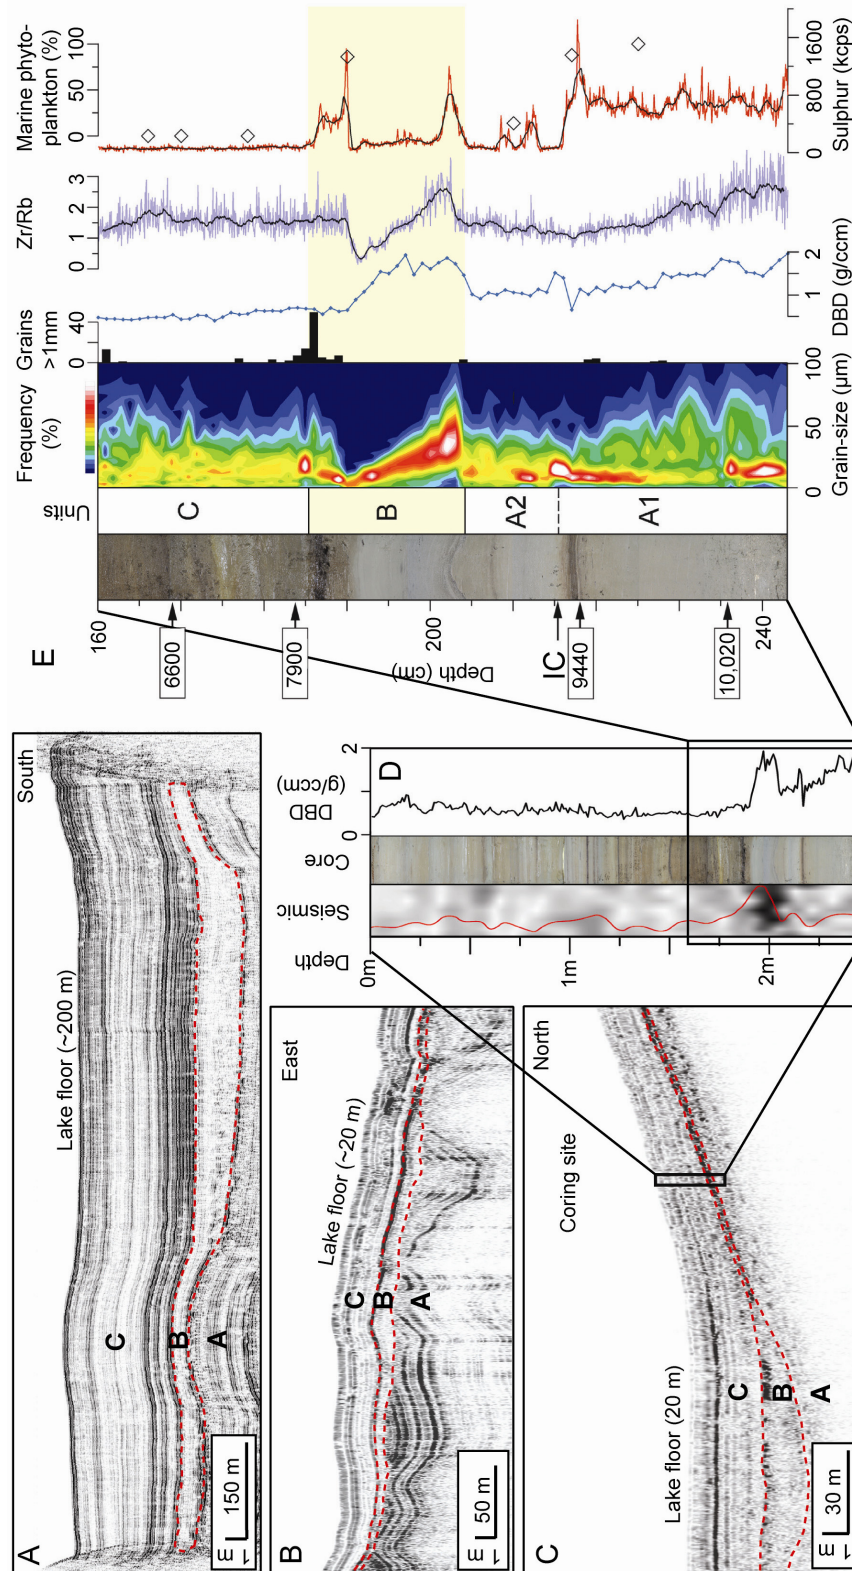 A
Lake floor (~200 m)
South
C
B
A
1 m
150 m
B
Lake floor (~20 m)
East
C
B
A
1 m
50 m
C
Lake floor (20 m)
Coring site
North
C
B
A
1 m
30 m
D
Depth
Seismic
Core
DBD
(g/ccm)
0m
1m
2m
0
2
E
Units
Frequency
(%)
Grains
>1mm
Zr/Rb
Marine phyto-
plankton (%)
C
B
A2
A1
0
20
40
0
1
2
3
0
50
100
160
200
240
Depth (cm)
6600
7900
IC
9440
10,020
0
50
100
Grain-size (µm)
1
2
DBD (g/ccm)
0
800
1600
Sulphur (kcps)